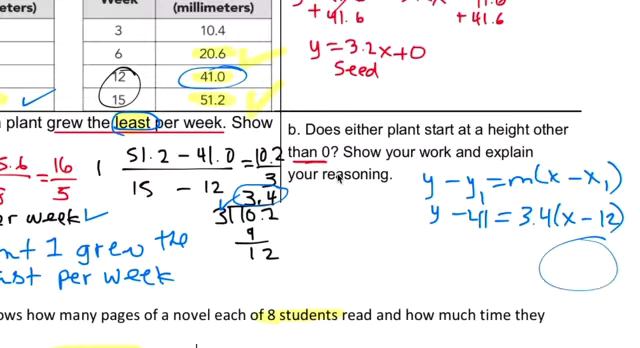 eters)
Week
(millimeters)
3 10.4
6 20.6
12 41.0
15 51.2
+41.6 +41.6
y = 3.2x+0
Seed
plant grew the least per week. Show
b. Does either plant start at a height other
than 0? Show your work and explain
your reasoning.
5.6 = 16
5
51.2 - 41.0 = 10.2
15 - 12 3
3.4
3 10.2
9
12
er week
nt 1 grew the
ast per week
y - y₁ = m(x - x₁)
y - 41 = 3.4(x - 12)
ows how many pages of a novel each of 8 students read and how much time they